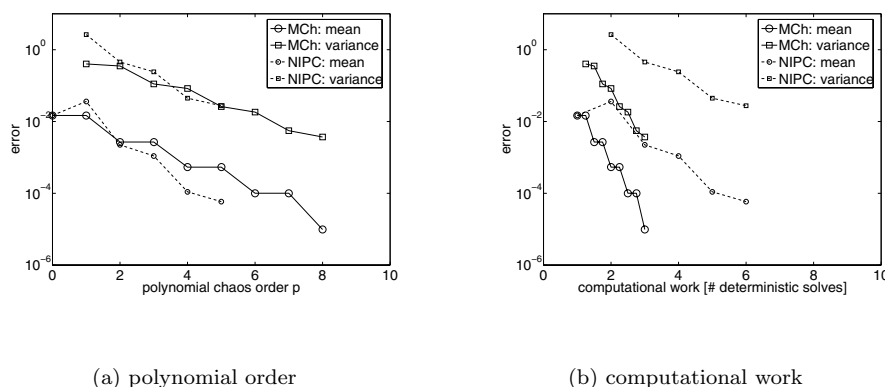 MCh: mean
MCh: variance
NIPC: mean
NIPC: variance
10^0
10^-2
10^-4
10^-6
error
0 2 4 6 8 10
polynomial chaos order p
(a) polynomial order
MCh: mean
MCh: variance
NIPC: mean
NIPC: variance
10^0
10^-2
10^-4
10^-6
error
0 2 4 6 8 10
computational work [# deterministic solves]
(b) computational work